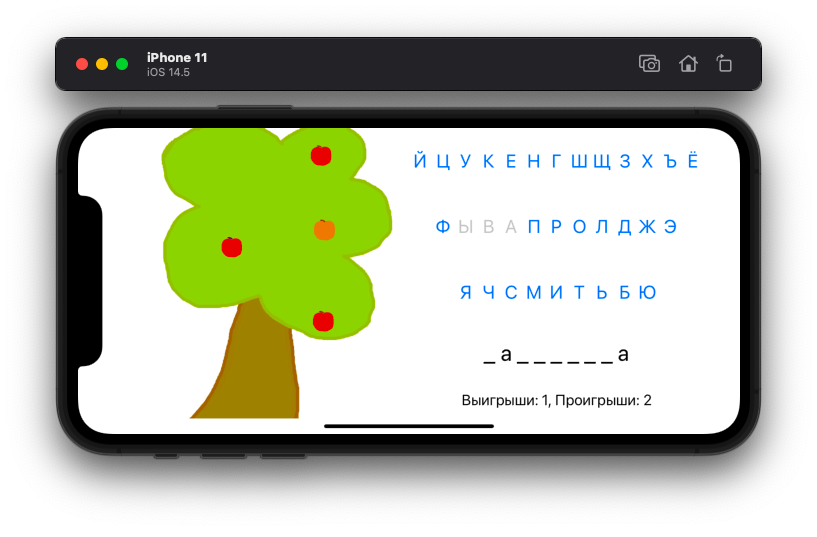 iPhone 11
iOS 14.5
Й Ц У К Е Н Г Ш Щ З Х Ъ Ё
Ф Ы В А П Р О Л Д Ж Э
Я Ч С М И Т Ь Б Ю
_ а _ _ _ _ _ _ а
Выигрыши: 1, Проигрыши: 2